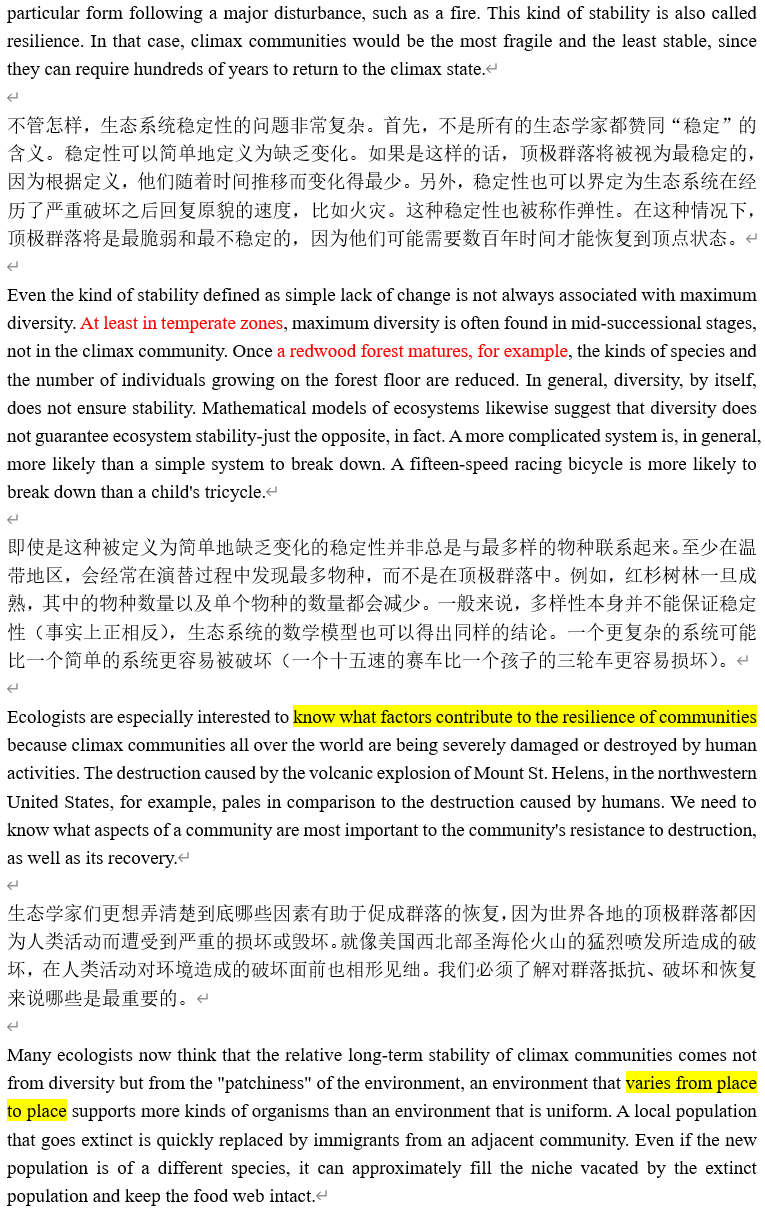 particular form following a major disturbance, such as a fire. This kind of stability is also called
resilience. In that case, climax communities would be the most fragile and the least stable, since
they can require hundreds of years to return to the climax state.↵
↵
不管怎样，生态系统稳定性的问题非常复杂。首先，不是所有的生态学家都赞同“稳定”的
含义。稳定性可以简单地定义为缺乏变化。如果是这样的话，顶极群落将被视为最稳定的，
因为根据定义，他们随着时间推移而变化得最少。另外，稳定性也可以界定为生态系统在经
历了严重破坏之后回复原貌的速度，比如火灾。这种稳定性也被称作弹性。在这种情况下，
顶极群落将是最脆弱和最不稳定的，因为他们可能需要数百年时间才能恢复到顶点状态。↵
↵
Even the kind of stability defined as simple lack of change is not always associated with maximum
diversity. At least in temperate zones, maximum diversity is often found in mid-successional stages,
not in the climax community. Once a redwood forest matures, for example, the kinds of species and
the number of individuals growing on the forest floor are reduced. In general, diversity, by itself,
does not ensure stability. Mathematical models of ecosystems likewise suggest that diversity does
not guarantee ecosystem stability-just the opposite, in fact. A more complicated system is, in general,
more likely than a simple system to break down. A fifteen-speed racing bicycle is more likely to
break down than a child's tricycle.↵
↵
即使是这种被定义为简单地缺乏变化的稳定性并非总是与最多样的物种联系起来。至少在温
带地区，会经常在演替过程中发现最多物种，而不是在顶极群落中。例如，红杉树林一旦成
熟，其中的物种数量以及单个物种的数量都会减少。一般来说，多样性本身并不能保证稳定
性（事实上正相反），生态系统的数学模型也可以得出同样的结论。一个更复杂的系统可能
比一个简单的系统更容易被破坏（一个十五速的赛车比一个孩子的三轮车更容易损坏）。↵
↵
Ecologists are especially interested to know what factors contribute to the resilience of communities
because climax communities all over the world are being severely damaged or destroyed by human
activities. The destruction caused by the volcanic explosion of Mount St. Helens, in the northwestern
United States, for example, pales in comparison to the destruction caused by humans. We need to
know what aspects of a community are most important to the community's resistance to destruction,
as well as its recovery.↵
↵
生态学家们更想弄清楚到底哪些因素有助于促成群落的恢复，因为世界各地的顶极群落都因
为人类活动而遭受到严重的损坏或毁坏。就像美国西北部圣海伦火山的猛烈喷发所造成的破
坏，在人类活动对环境造成的破坏面前也相形见绌。我们必须了解对群落抵抗、破坏和恢复
来说哪些是最重要的。↵
↵
Many ecologists now think that the relative long-term stability of climax communities comes not
from diversity but from the "patchiness" of the environment, an environment that varies from place
to place supports more kinds of organisms than an environment that is uniform. A local population
that goes extinct is quickly replaced by immigrants from an adjacent community. Even if the new
population is of a different species, it can approximately fill the niche vacated by the extinct
population and keep the food web intact.↵